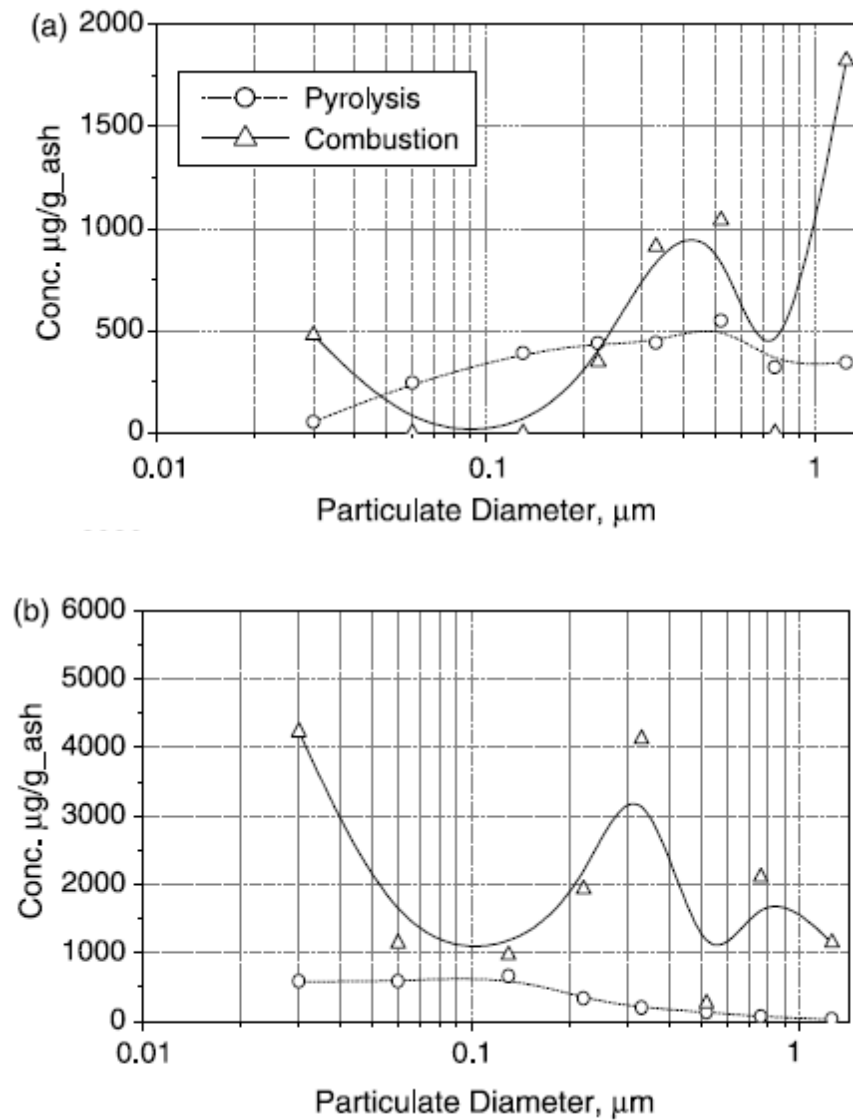 (a)
2000
1500
1000
500
0
Conc. μg/g_ash
Pyrolysis
Combustion
0.01
0.1
1
Particulate Diameter, μm
(b)
6000
5000
4000
3000
2000
1000
0
Conc. μg/g_ash
0.01
0.1
1
Particulate Diameter, μm